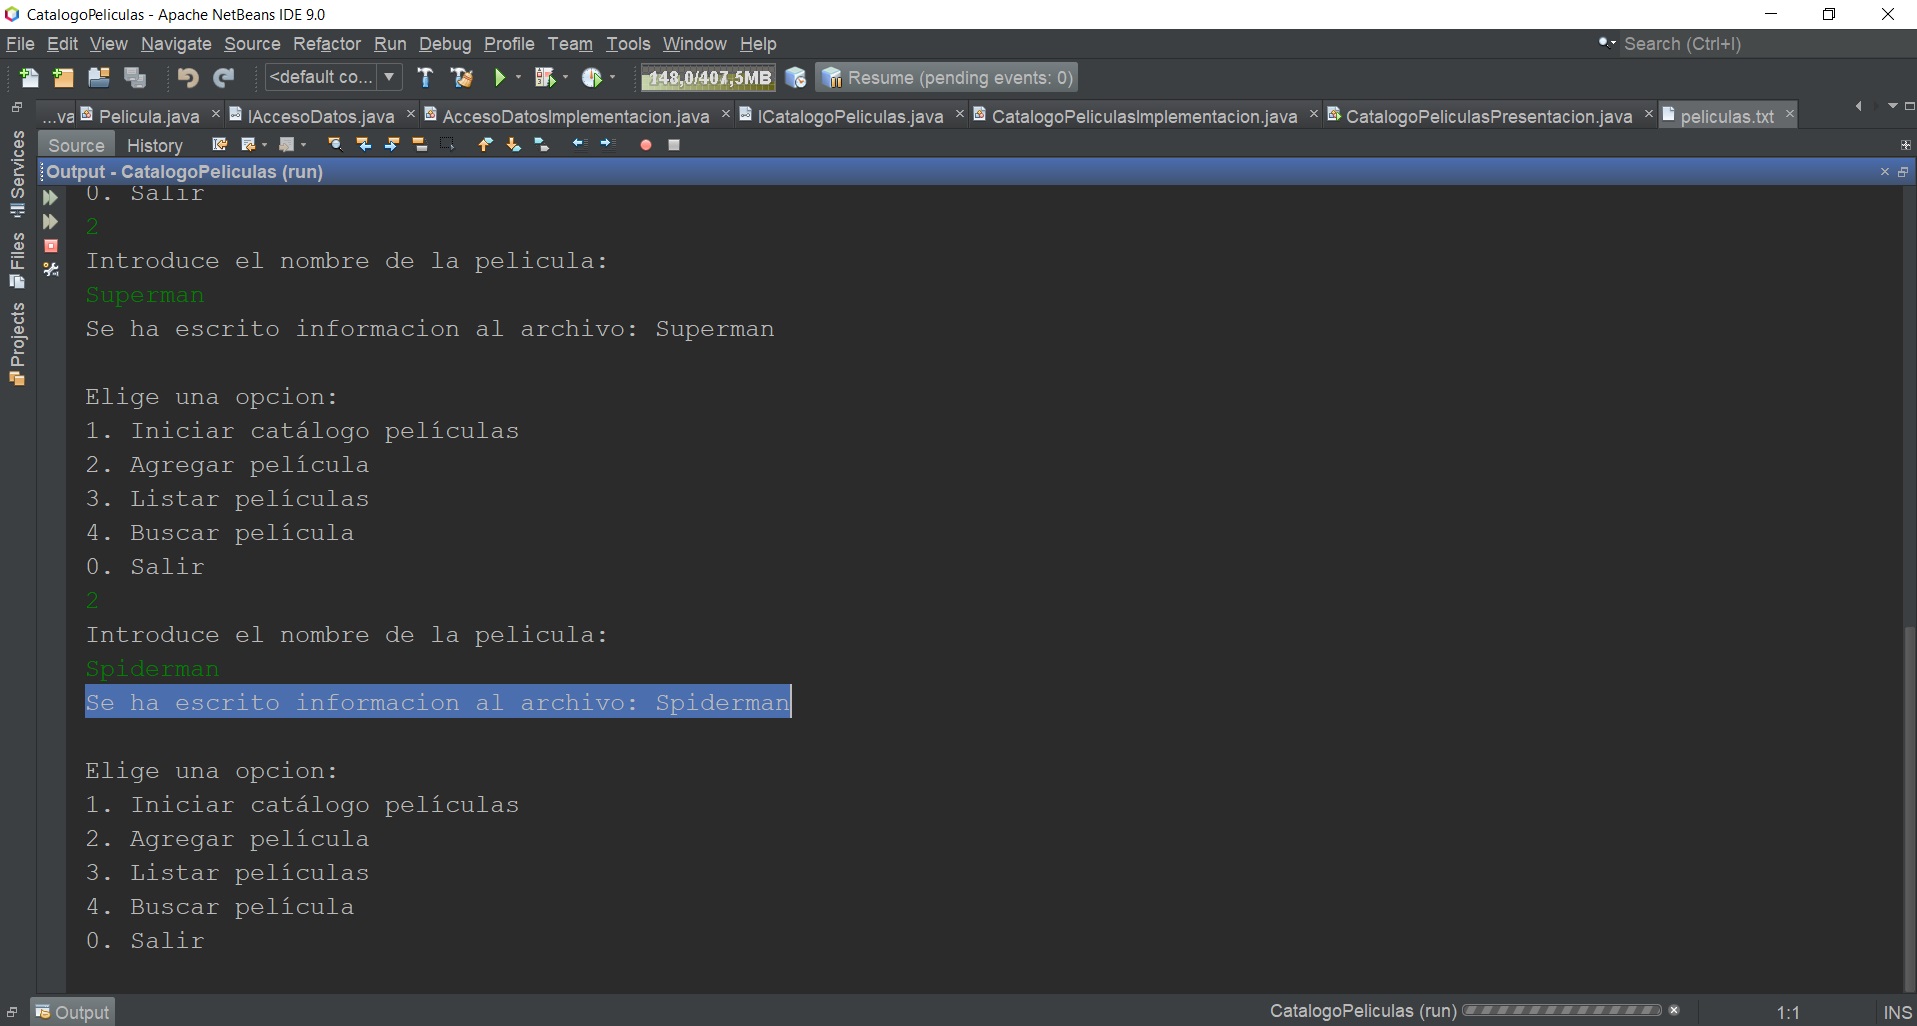 CatalogoPeliculas - Apache NetBeans IDE 9.0
File Edit View Navigate Source Refactor Run Debug Profile Team Tools Window Help
Search (Ctrl+I)
<default co...
148,0/407,5MB
Resume (pending events: 0)
...va Pelicula.java IAccesoDatos.java AccesoDatosImplementacion.java ICatalogoPeliculas.java CatalogoPeliculasImplementacion.java CatalogoPeliculasPresentacion.java peliculas.txt
Source History
Services
Files
Projects
Output - CatalogoPeliculas (run)
0. Salir
2
Introduce el nombre de la pelicula:
Superman
Se ha escrito informacion al archivo: Superman
Elige una opcion:
1. Iniciar catálogo películas
2. Agregar película
3. Listar películas
4. Buscar película
0. Salir
2
Introduce el nombre de la pelicula:
Spiderman
Se ha escrito informacion al archivo: Spiderman
Elige una opcion:
1. Iniciar catálogo películas
2. Agregar película
3. Listar películas
4. Buscar película
0. Salir
Output
CatalogoPeliculas (run)
1:1
INS